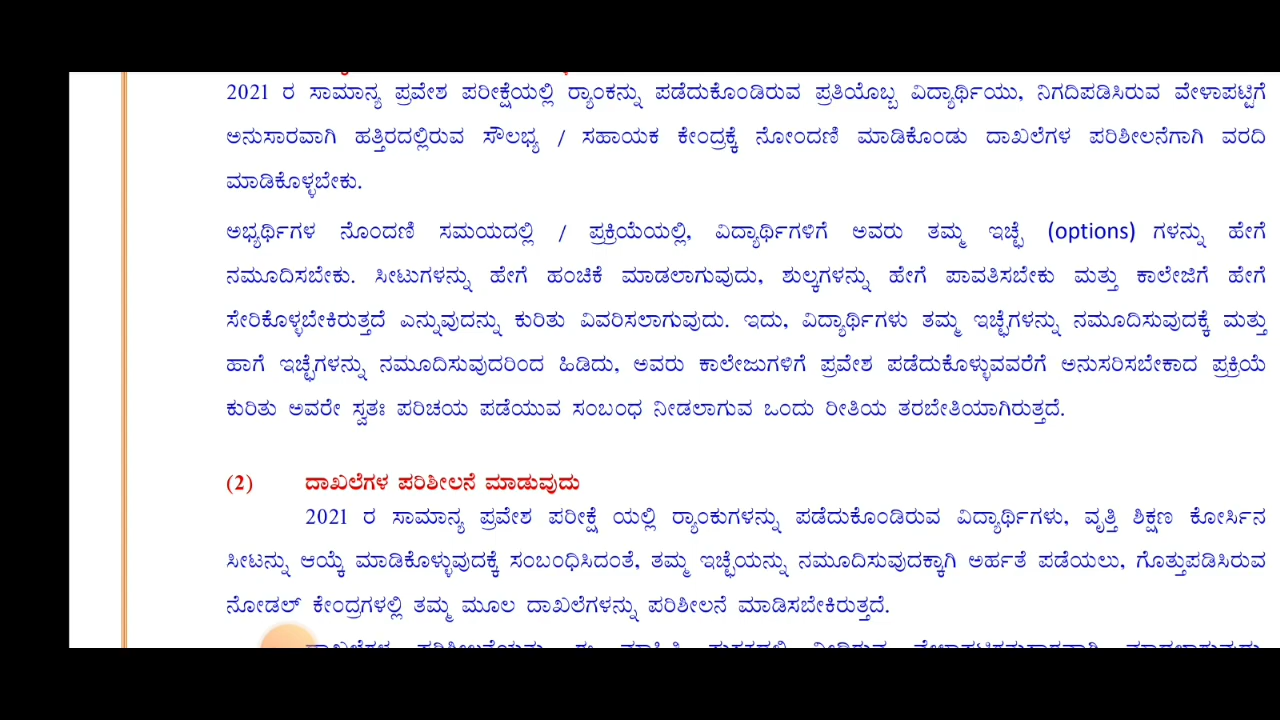 2021 ರ ಸಾಮಾನ್ಯ ಪ್ರವೇಶ ಪರೀಕ್ಷೆಯಲ್ಲಿ ರ‍್ಯಾಂಕನ್ನು ಪಡೆದುಕೊಂಡಿರುವ ಪ್ರತಿಯೊಬ್ಬ ವಿದ್ಯಾರ್ಥಿಯು, ನಿಗದಿಪಡಿಸಿರುವ ವೇಳಾಪಟ್ಟಿಗೆ
ಅನುಸಾರವಾಗಿ ಹತ್ತಿರದಲ್ಲಿರುವ ಸೌಲಭ್ಯ / ಸಹಾಯಕ ಕೇಂದ್ರಕ್ಕೆ ನೋಂದಣಿ ಮಾಡಿಕೊಂಡು ದಾಖಲೆಗಳ ಪರಿಶೀಲನೆಗಾಗಿ ವರದಿ
ಮಾಡಿಕೊಳ್ಳಬೇಕು.
ಅಭ್ಯರ್ಥಿಗಳ ನೊಂದಣಿ ಸಮಯದಲ್ಲಿ / ಪ್ರಕ್ರಿಯೆಯಲ್ಲಿ, ವಿದ್ಯಾರ್ಥಿಗಳಿಗೆ ಅವರು ತಮ್ಮ ಇಚ್ಛೆ (options) ಗಳನ್ನು ಹೇಗೆ
ನಮೂದಿಸಬೇಕು. ಸೀಟುಗಳನ್ನು ಹೇಗೆ ಹಂಚಿಕೆ ಮಾಡಲಾಗುವುದು, ಶುಲ್ಕಗಳನ್ನು ಹೇಗೆ ಪಾವತಿಸಬೇಕು ಮತ್ತು ಕಾಲೇಜಿಗೆ ಹೇಗೆ
ಸೇರಿಕೊಳ್ಳಬೇಕಿರುತ್ತದೆ ಎನ್ನುವುದನ್ನು ಕುರಿತು ವಿವರಿಸಲಾಗುವುದು. ಇದು, ವಿದ್ಯಾರ್ಥಿಗಳು ತಮ್ಮ ಇಚ್ಛೆಗಳನ್ನು ನಮೂದಿಸುವುದಕ್ಕೆ ಮತ್ತು
ಹಾಗೆ ಇಚ್ಛೆಗಳನ್ನು ನಮೂದಿಸುವುದರಿಂದ ಹಿಡಿದು, ಅವರು ಕಾಲೇಜುಗಳಿಗೆ ಪ್ರವೇಶ ಪಡೆದುಕೊಳ್ಳುವವರೆಗೆ ಅನುಸರಿಸಬೇಕಾದ ಪ್ರಕ್ರಿಯೆ
ಕುರಿತು ಅವರೇ ಸ್ವತಃ ಪರಿಚಯ ಪಡೆಯುವ ಸಂಬಂಧ ನೀಡಲಾಗುವ ಒಂದು ರೀತಿಯ ತರಬೇತಿಯಾಗಿರುತ್ತದೆ.
(2) ದಾಖಲೆಗಳ ಪರಿಶೀಲನೆ ಮಾಡುವುದು
2021 ರ ಸಾಮಾನ್ಯ ಪ್ರವೇಶ ಪರೀಕ್ಷೆ ಯಲ್ಲಿ ರ‍್ಯಾಂಕುಗಳನ್ನು ಪಡೆದುಕೊಂಡಿರುವ ವಿದ್ಯಾರ್ಥಿಗಳು, ವೃತ್ತಿ ಶಿಕ್ಷಣ ಕೋರ್ಸಿನ
ಸೀಟನ್ನು ಆಯ್ಕೆ ಮಾಡಿಕೊಳ್ಳುವುದಕ್ಕೆ ಸಂಬಂಧಿಸಿದಂತೆ, ತಮ್ಮ ಇಚ್ಛೆಯನ್ನು ನಮೂದಿಸುವುದಕ್ಕಾಗಿ ಅರ್ಹತೆ ಪಡೆಯಲು, ಗೊತ್ತುಪಡಿಸಿರುವ
ನೋಡಲ್ ಕೇಂದ್ರಗಳಲ್ಲಿ ತಮ್ಮ ಮೂಲ ದಾಖಲೆಗಳನ್ನು ಪರಿಶೀಲನೆ ಮಾಡಿಸಬೇಕಿರುತ್ತದೆ.